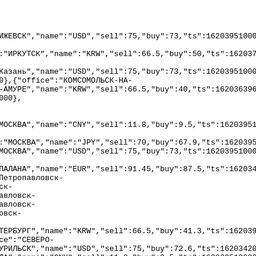 ИЖЕВСК","name":"USD","sell":75,"buy":73,"ts":16203951000
:"ИРКУТСК","name":"KRW","sell":66.5,"buy":50,"ts":162037
Казань","name":"USD","sell":75,"buy":73,"ts":16203951000
0},{"office":"КОМСОМОЛЬСК-НА-
-АМУРЕ","name":"KRW","sell":66.5,"buy":40,"ts":162036396
000},
МОСКВА","name":"CNY","sell":11.8,"buy":9.5,"ts":16203951
:"МОСКВА","name":"JPY","sell":70,"buy":67.9,"ts":1620395
МОСКВА","name":"USD","sell":75,"buy":73,"ts":16203951000
ПАЛАНА","name":"EUR","sell":91.45,"buy":87.5,"ts":162034
Петропавловск-
ск-
авловск-
авловск-
овск-
ТЕРБУРГ","name":"KRW","sell":66.5,"buy":41.3,"ts":162039
ce":"СЕВЕРО-
УРИЛЬСК","name":"USD","sell":75,"buy":72.6,"ts":16203420